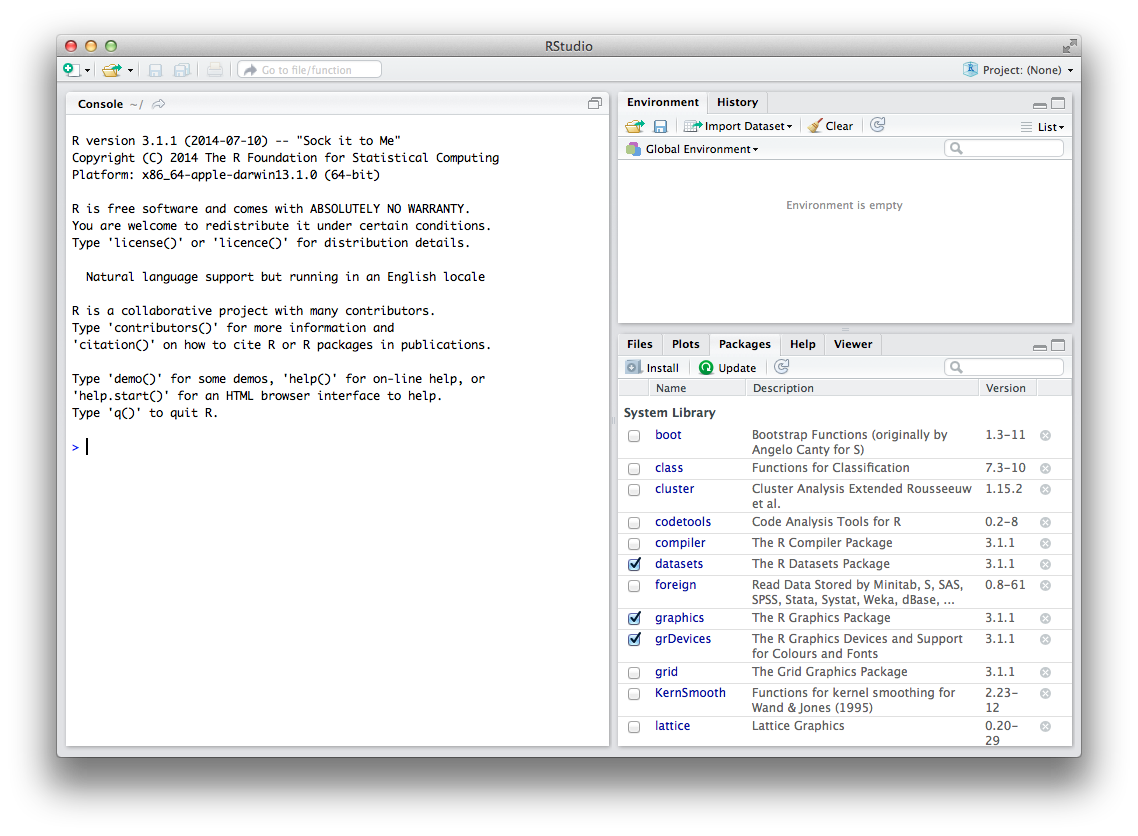 RStudio
Go to file/function
Project: (None)
Console ~/
R version 3.1.1 (2014-07-10) -- "Sock it to Me"
Copyright (C) 2014 The R Foundation for Statistical Computing
Platform: x86_64-apple-darwin13.1.0 (64-bit)
R is free software and comes with ABSOLUTELY NO WARRANTY.
You are welcome to redistribute it under certain conditions.
Type 'license()' or 'licence()' for distribution details.
Natural language support but running in an English locale
R is a collaborative project with many contributors.
Type 'contributors()' for more information and
'citation()' on how to cite R or R packages in publications.
Type 'demo()' for some demos, 'help()' for on-line help, or
'help.start()' for an HTML browser interface to help.
Type 'q()' to quit R.
>
Environment History
Import Dataset Clear List
Global Environment
Environment is empty
Files Plots Packages Help Viewer
Install Update
Name Description Version
System Library
boot Bootstrap Functions (originally by 1.3-11
Angelo Canty for S)
class Functions for Classification 7.3-10
cluster Cluster Analysis Extended Rousseeuw 1.15.2
et al.
codetools Code Analysis Tools for R 0.2-8
compiler The R Compiler Package 3.1.1
datasets The R Datasets Package 3.1.1
foreign Read Data Stored by Minitab, S, SAS, 0.8-61
SPSS, Stata, Systat, Weka, dBase, ...
graphics The R Graphics Package 3.1.1
grDevices The R Graphics Devices and Support 3.1.1
for Colours and Fonts
grid The Grid Graphics Package 3.1.1
KernSmooth Functions for kernel smoothing for 2.23-
Wand & Jones (1995) 12
lattice Lattice Graphics 0.20-
29